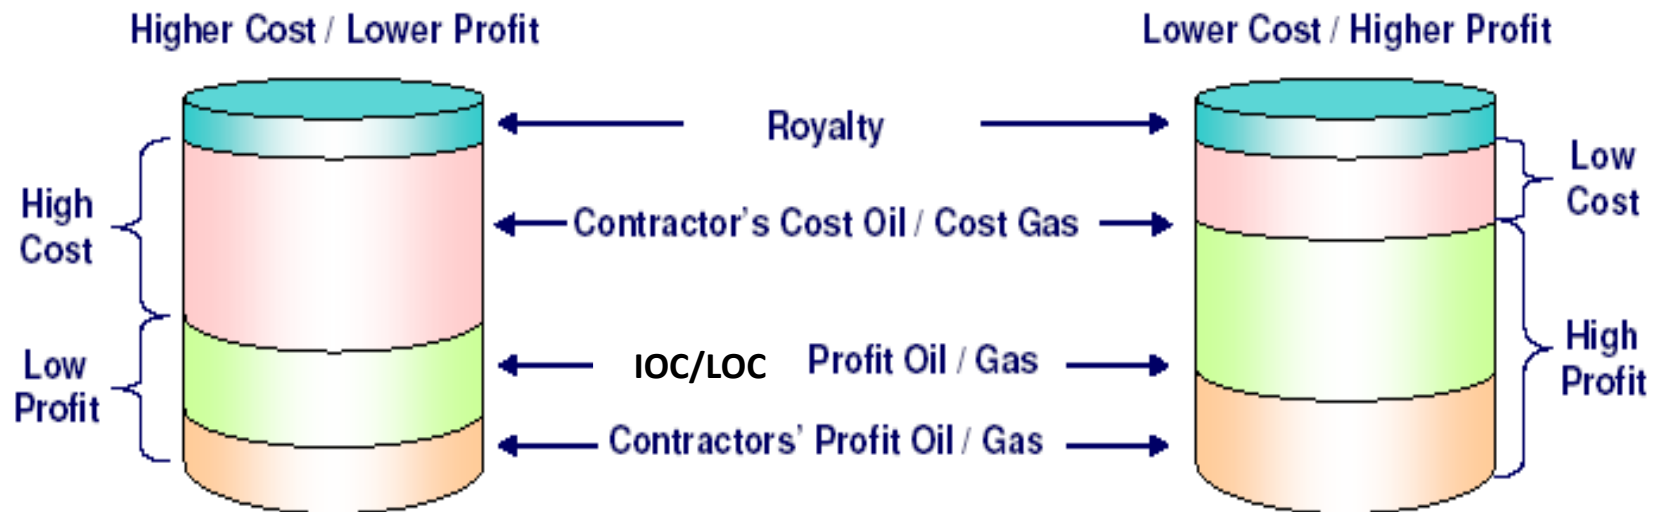 Higher Cost / Lower Profit
Lower Cost / Higher Profit
Royalty
High
Cost
Contractor's Cost Oil / Cost Gas
Low
Cost
Low
Profit
IOC/LOC Profit Oil / Gas
High
Profit
Contractors' Profit Oil / Gas